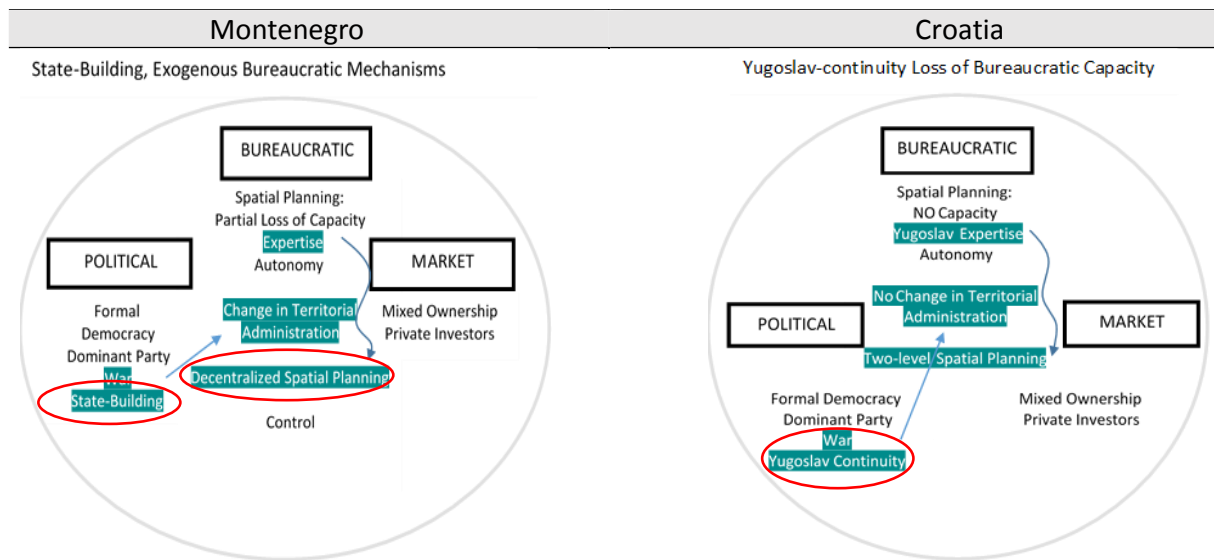 Montenegro
Croatia
State-Building, Exogenous Bureaucratic Mechanisms
BUREAUCRATIC
Spatial Planning:
Partial Loss of Capacity
Expertise
Autonomy
POLITICAL
MARKET
Formal
Democracy
Dominant Party
War
State-Building
Change in Territorial
Administration
Mixed Ownership
Private Investors
Decentralized Spatial Planning
Control
Yugoslav-continuity Loss of Bureaucratic Capacity
BUREAUCRATIC
Spatial Planning:
NO Capacity
Yugoslav Expertise
Autonomy
No Change in Territorial
Administration
POLITICAL
MARKET
Two-level Spatial Planning
Formal Democracy
Dominant Party
War
Yugoslav Continuity
Mixed Ownership
Private Investors